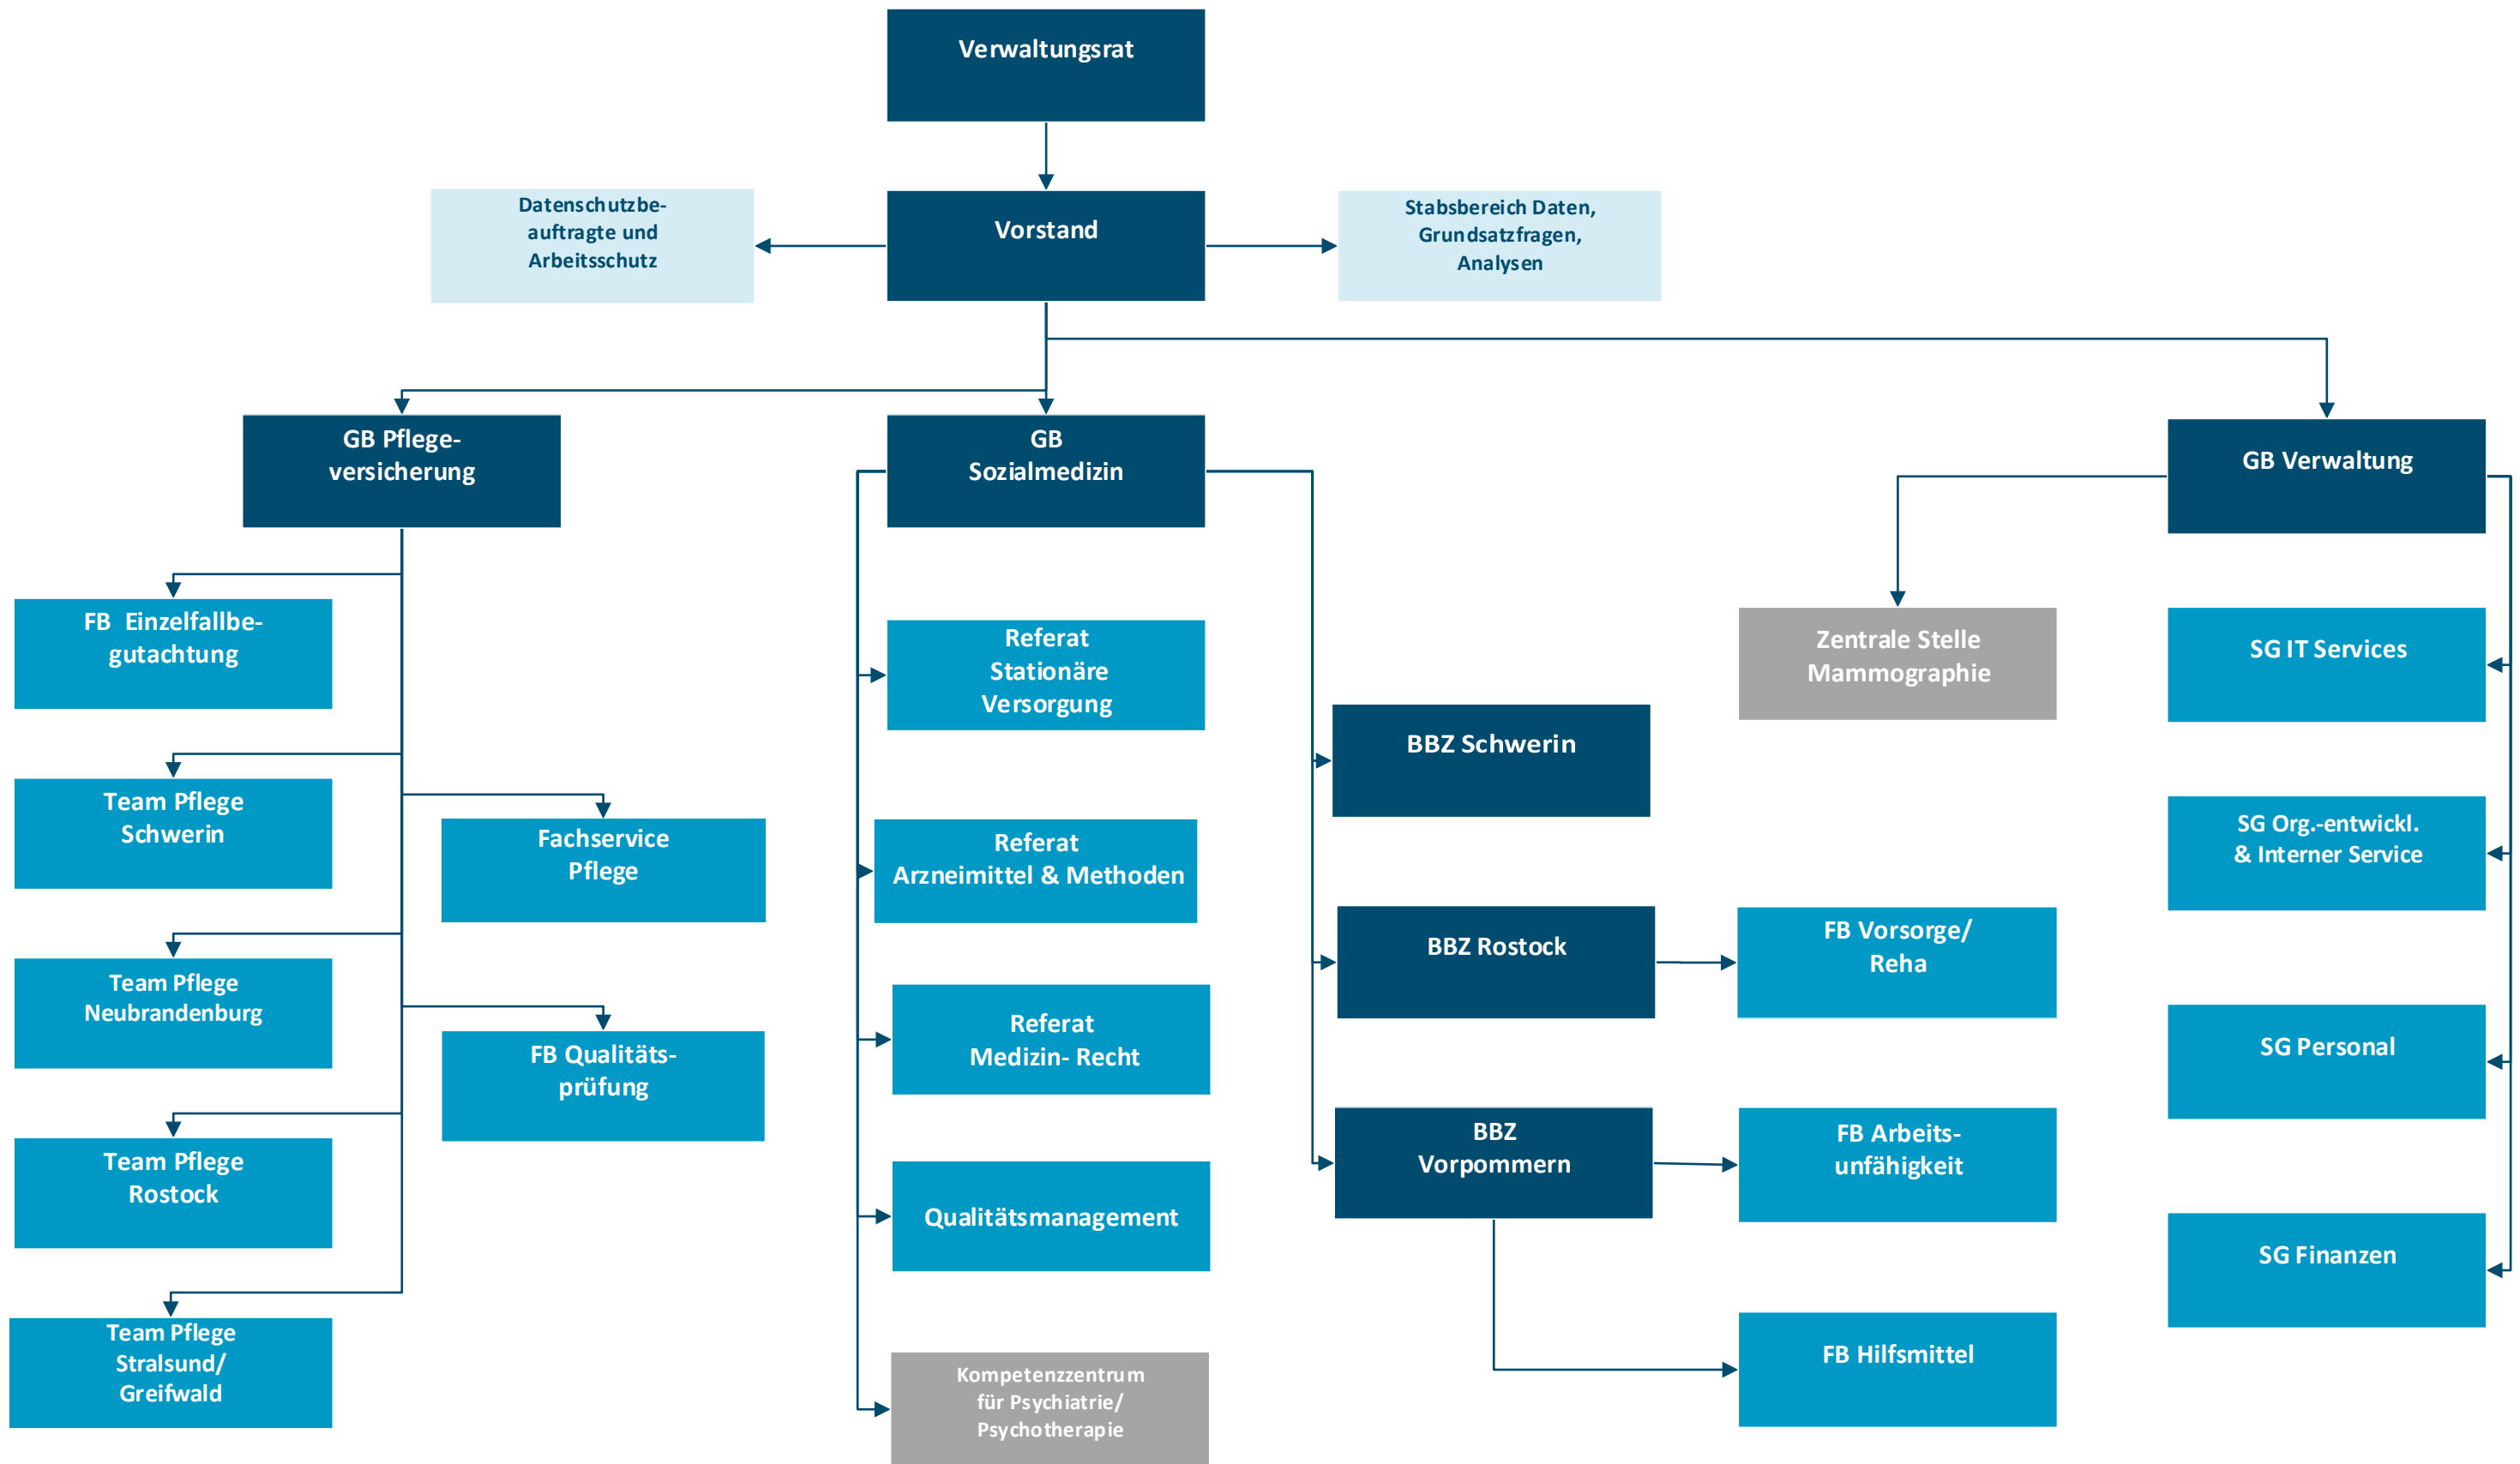 Verwaltungsrat
Datenschutzbe-
auftragte und
Arbeitsschutz
Vorstand
Stabsbereich Daten,
Grundsatzfragen,
Analysen
GB Pflege-
versicherung
GB
Sozialmedizin
GB Verwaltung
FB Einzelfallbe-
gutachtung
Team Pflege
Schwerin
Team Pflege
Neubrandenburg
Team Pflege
Rostock
Team Pflege
Stralsund/
Greifwald
Fachservice
Pflege
FB Qualitäts-
prüfung
Referat
Stationäre
Versorgung
Referat
Arzneimittel & Methoden
Referat
Medizin- Recht
Qualitätsmanagement
Kompetenzzentrum
für Psychiatrie/
Psychotherapie
BBZ Schwerin
BBZ Rostock
BBZ
Vorpommern
Zentrale Stelle
Mammographie
FB Vorsorge/
Reha
FB Arbeits-
unfähigkeit
FB Hilfsmittel
SG IT Services
SG Org.-entwickl.
& Interner Service
SG Personal
SG Finanzen